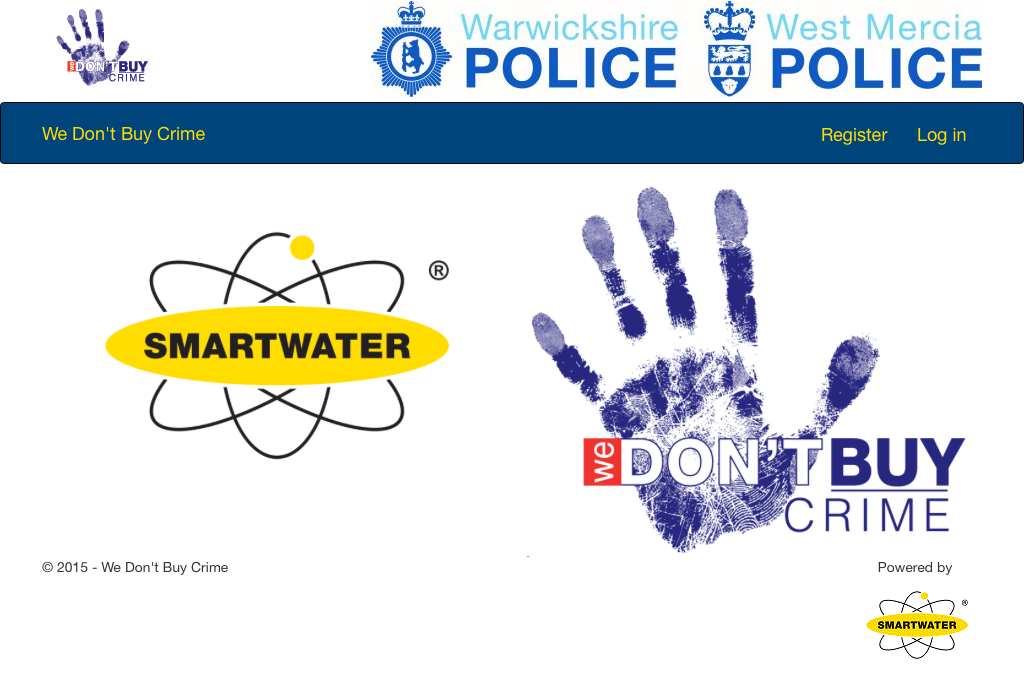 we DON'T BUY
CRIME
Warwickshire
POLICE
West Mercia
POLICE
We Don't Buy Crime
Register
Log in
SMARTWATER
®
we DON'T BUY
CRIME
© 2015 - We Don't Buy Crime
Powered by
SMARTWATER
®